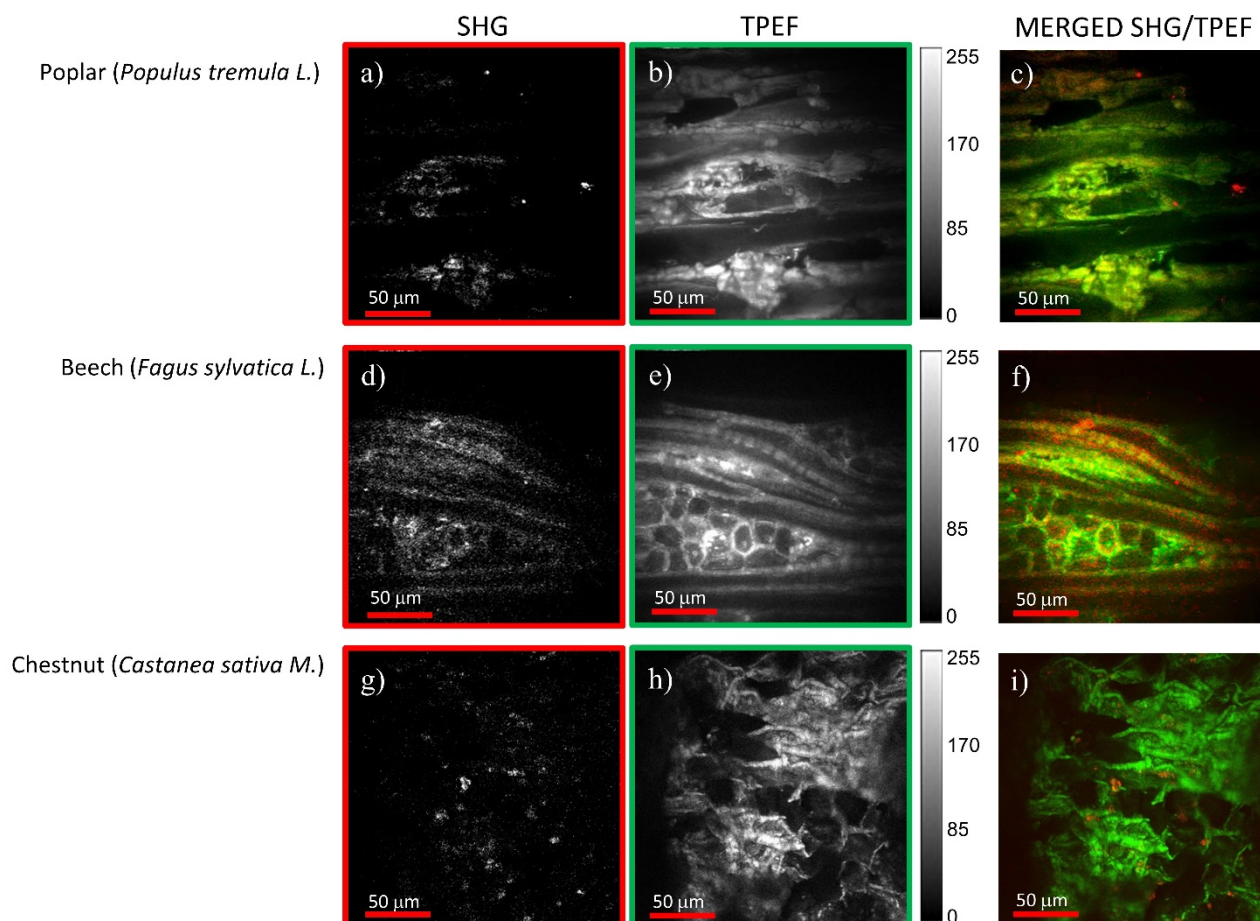 SHG TPEF MERGED SHG/TPEF
Poplar (Populus tremula L.)
a) b) c)
255
170
85
0
50 μm 50 μm 50 μm
Beech (Fagus sylvatica L.)
d) e) f)
255
170
85
0
50 μm 50 μm 50 μm
Chestnut (Castanea sativa M.)
g) h) i)
255
170
85
0
50 μm 50 μm 50 μm